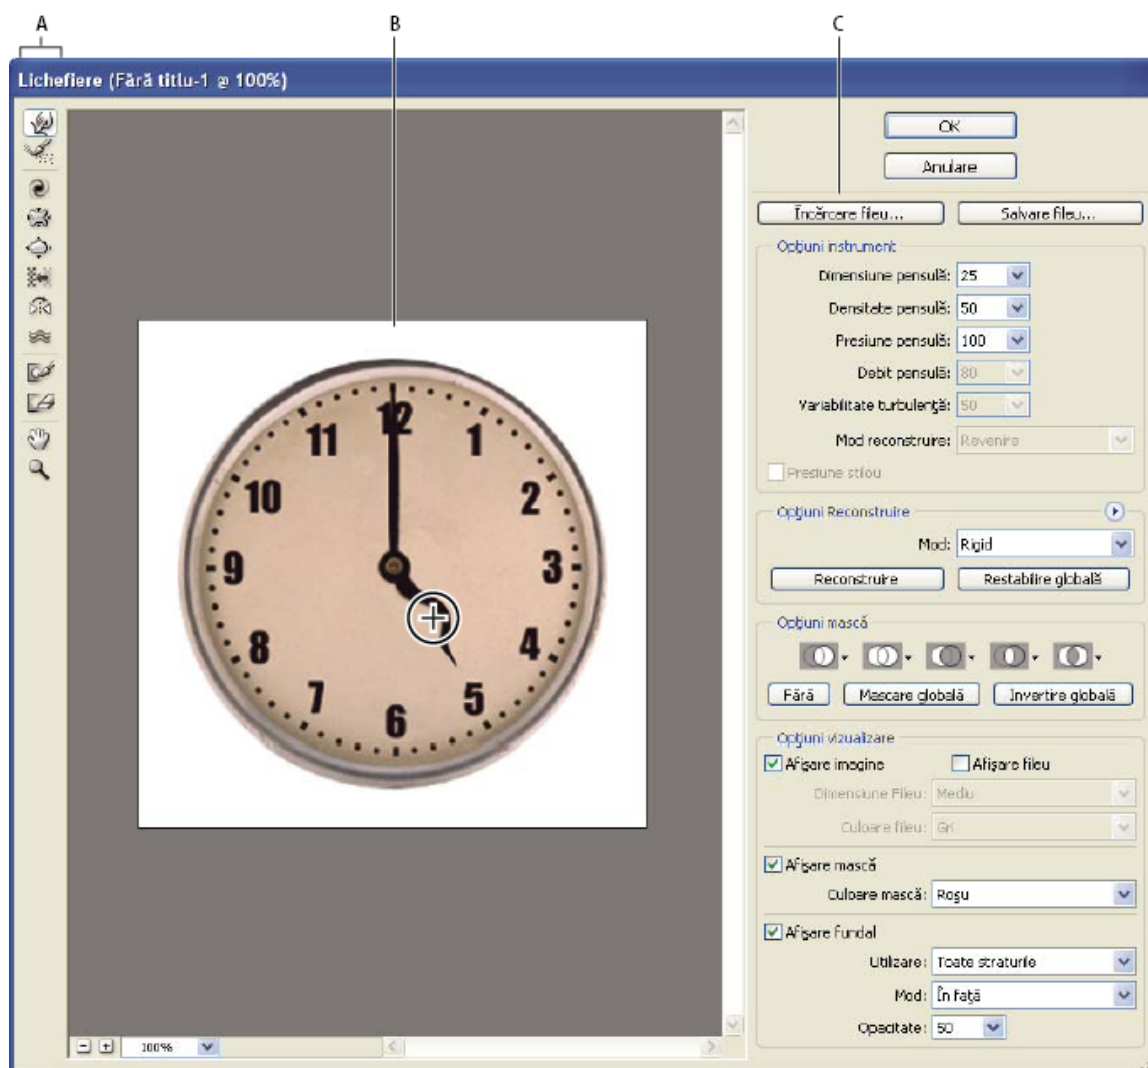 A B C
Lichefiere (Fără titlu-1 @ 100%)
OK
Anulare
Încărcare fileu... Salvare fileu...
Opţiuni instrument
Dimensiune pensulă: 25
Densitate pensulă: 50
Presiune pensulă: 100
Debit pensulă: 80
Variabilitate turbulenţă: 50
Mod reconstruire: Revenire
Presiune stilou
Opţiuni Reconstruire
Mod: Rigid
Reconstruire Restabilire globală
Opţiuni mască
Fără Mascare globală Invertire globală
Opţiuni vizualizare
Afişare imagine Afişare fileu
Dimensiune Fileu: Mediu
Culoare fileu: Gri
Afişare mască
Culoare mască: Roşu
Afişare fundal
Utilizare: Toate straturile
Mod: În faţă
Opacitate: 50
12
11 1
10 2
9 3
8 4
7 5
6
100%